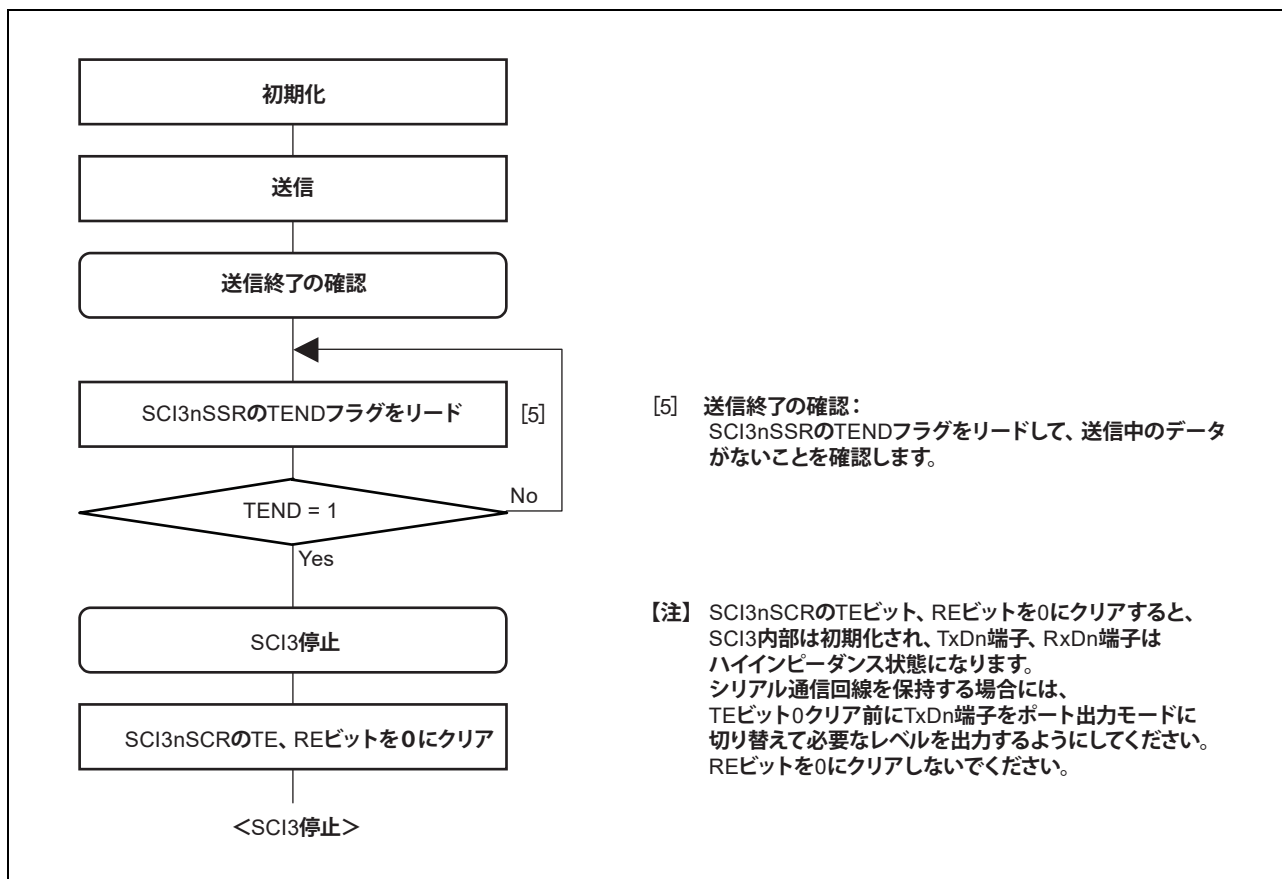 初期化
送信
送信終了の確認
SCI3nSSRのTENDフラグをリード
[5]
TEND = 1
No
Yes
SCI3停止
SCI3nSCRのTE、REビットを0にクリア
＜SCI3停止＞
[5] 送信終了の確認：
SCI3nSSRのTENDフラグをリードして、送信中のデータ
がないことを確認します。
【注】 SCI3nSCRのTEビット、REビットを0にクリアすると、
SCI3内部は初期化され、TxDn端子、RxDn端子は
ハイインピーダンス状態になります。
シリアル通信回線を保持する場合には、
TEビット0クリア前にTxDn端子をポート出力モードに
切り替えて必要なレベルを出力するようにしてください。
REビットを0にクリアしないでください。